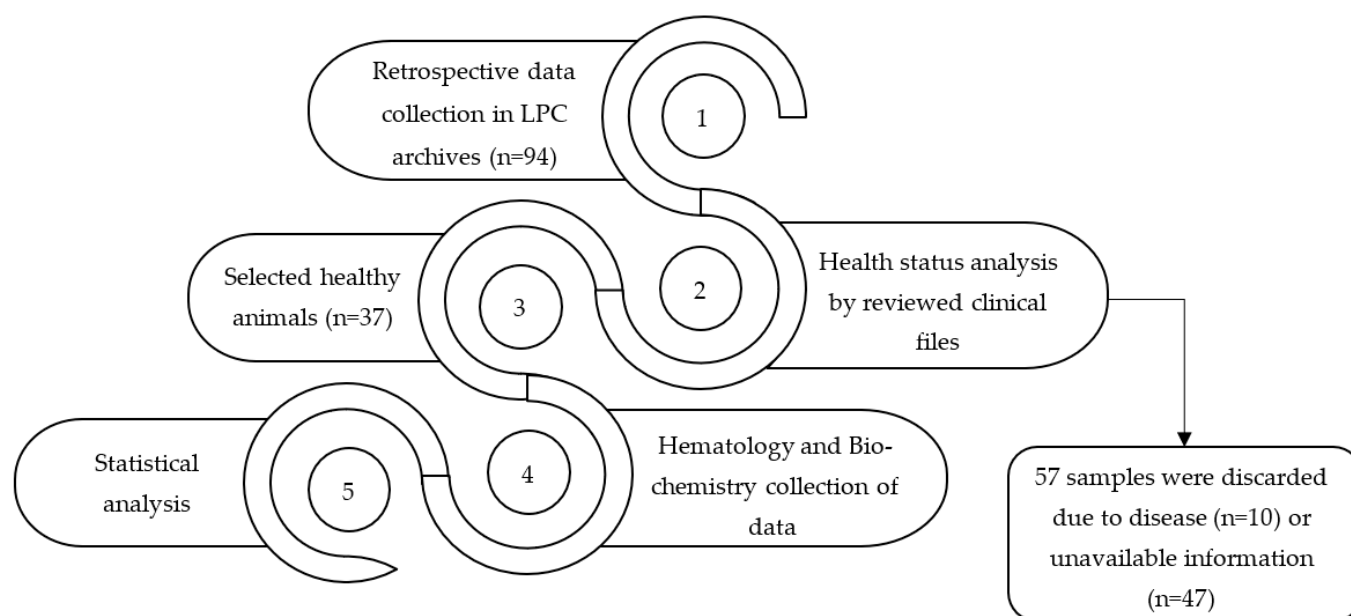 Retrospective data
collection in LPC
archives (n=94)
1
Health status analysis
by reviewed clinical
files
2
Selected healthy
animals (n=37)
3
Hematology and Bio-
chemistry collection of
data
4
Statistical
analysis
5
57 samples were discarded
due to disease (n=10) or
unavailable information
(n=47)